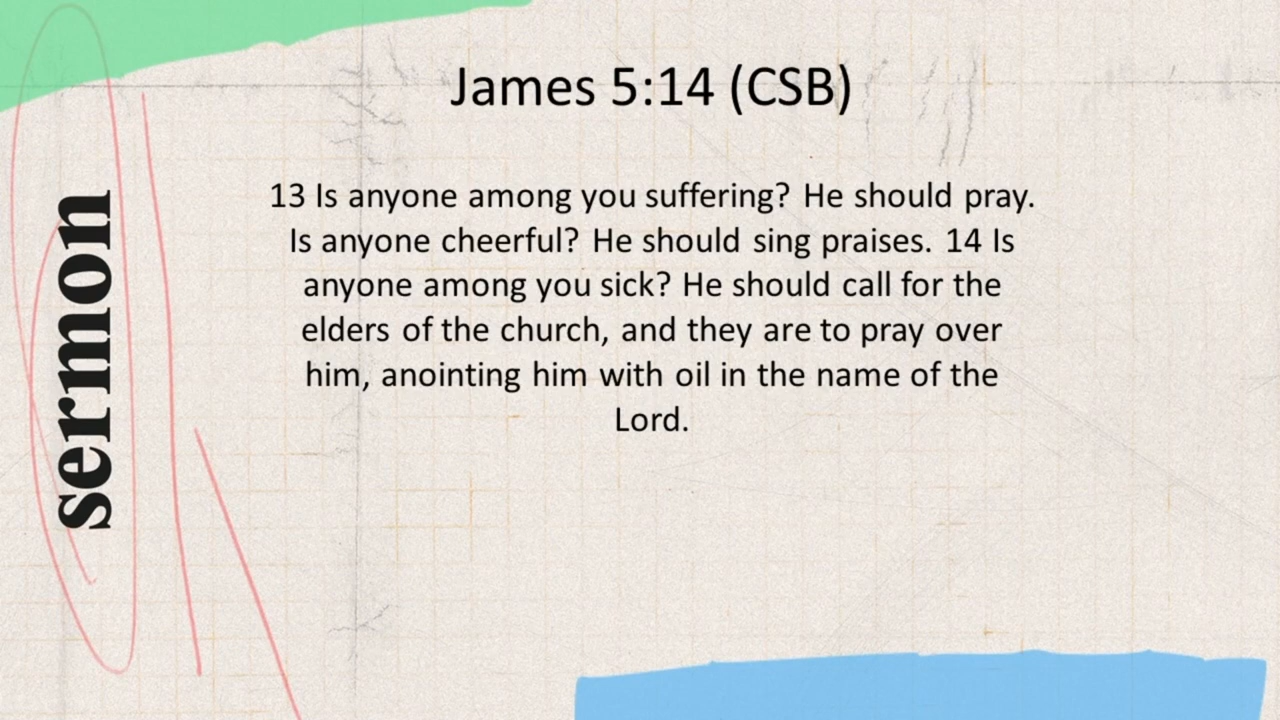 James 5:14 (CSB)
13 Is anyone among you suffering? He should pray.
Is anyone cheerful? He should sing praises. 14 Is
anyone among you sick? He should call for the
elders of the church, and they are to pray over
him, anointing him with oil in the name of the
Lord.
sermon